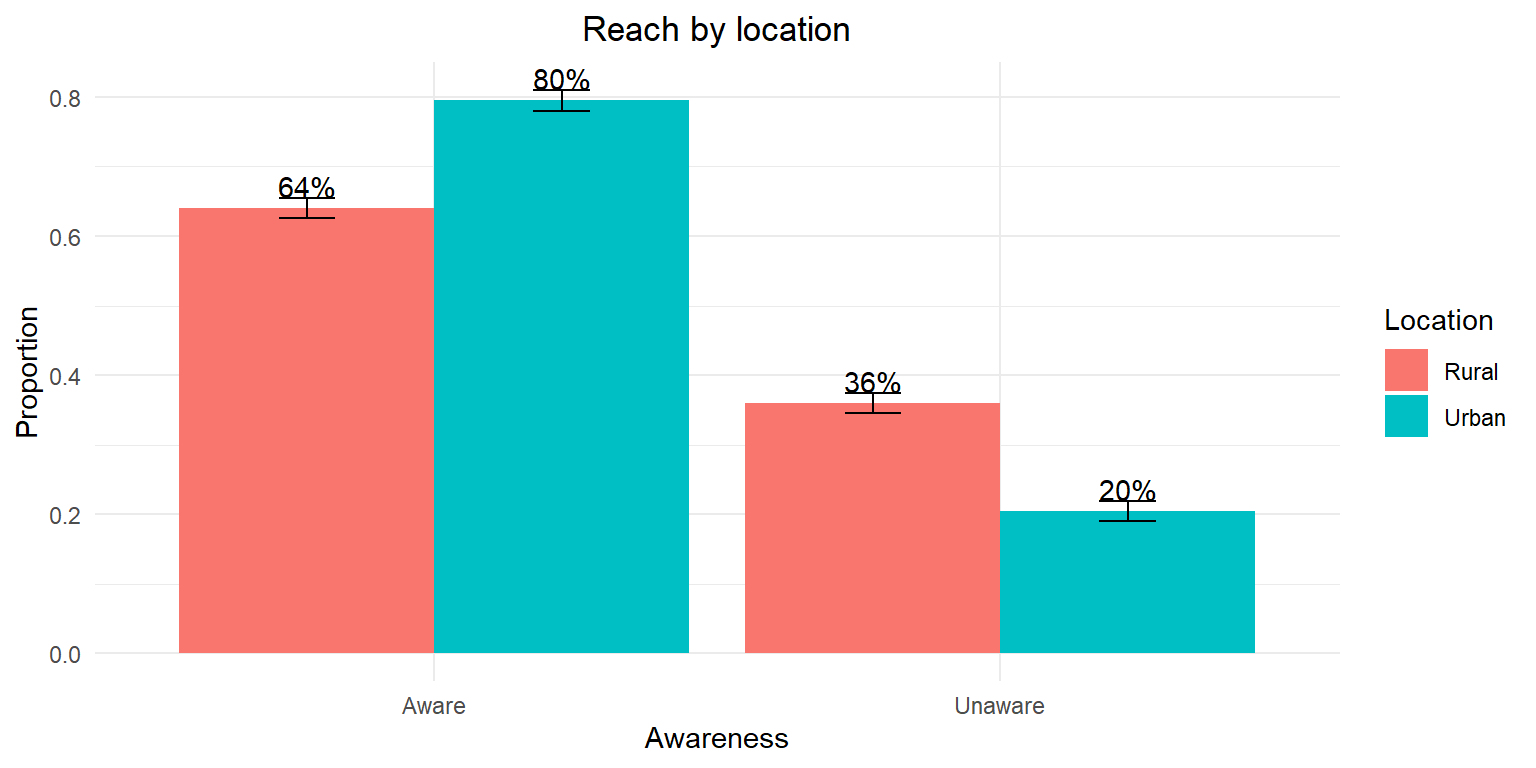 Reach by location
80%
0.8
64%
0.6
0.4
36%
20%
0.2
0.0
Proportion
Aware
Unaware
Awareness
Location
Rural
Urban